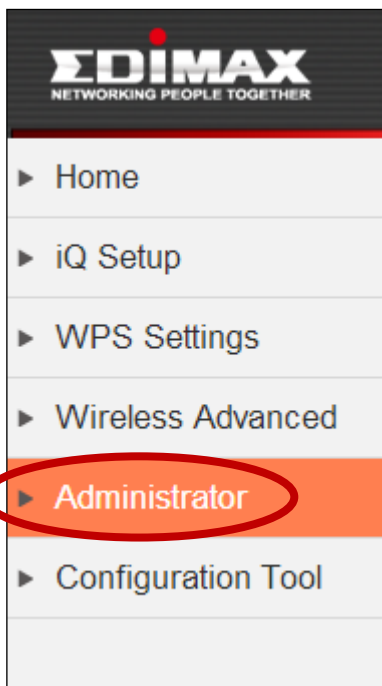 EDIMAX
NETWORKING PEOPLE TOGETHER
Home
iQ Setup
WPS Settings
Wireless Advanced
Administrator
Configuration Tool